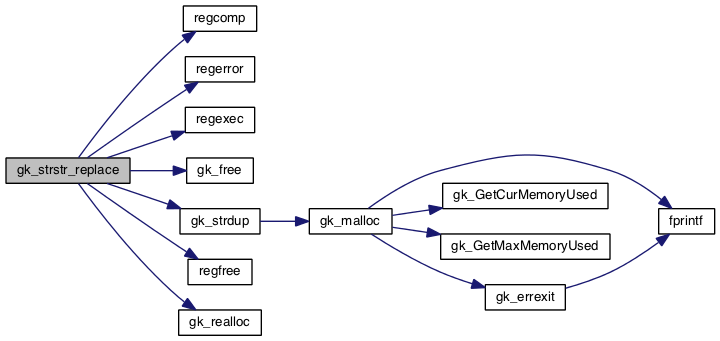 regcomp
regerror
regexec
gk_strstr_replace
gk_free
gk_strdup
gk_malloc
gk_GetCurMemoryUsed
gk_GetMaxMemoryUsed
fprintf
regfree
gk_errexit
gk_realloc